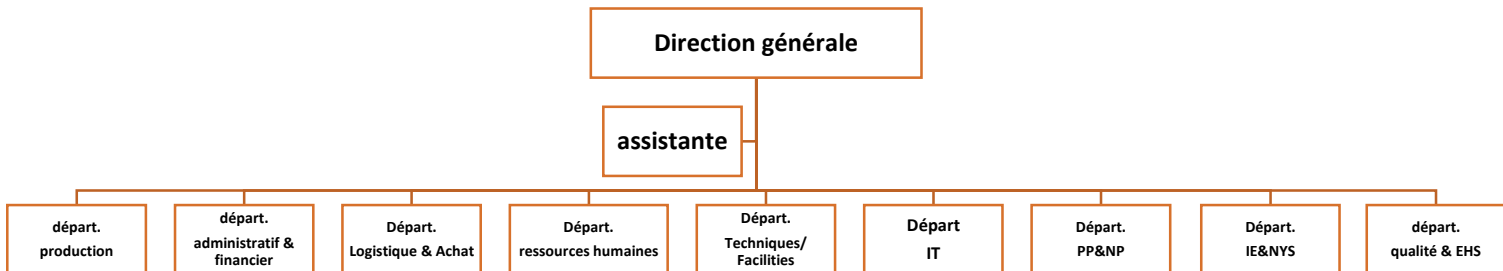 Direction générale
assistante
départ.
production
départ.
administratif &
financier
Départ.
Logistique & Achat
Départ.
ressources humaines
Départ.
Techniques/
Facilities
Départ
IT
Départ.
PP&NP
Départ.
IE&NYS
départ.
qualité & EHS